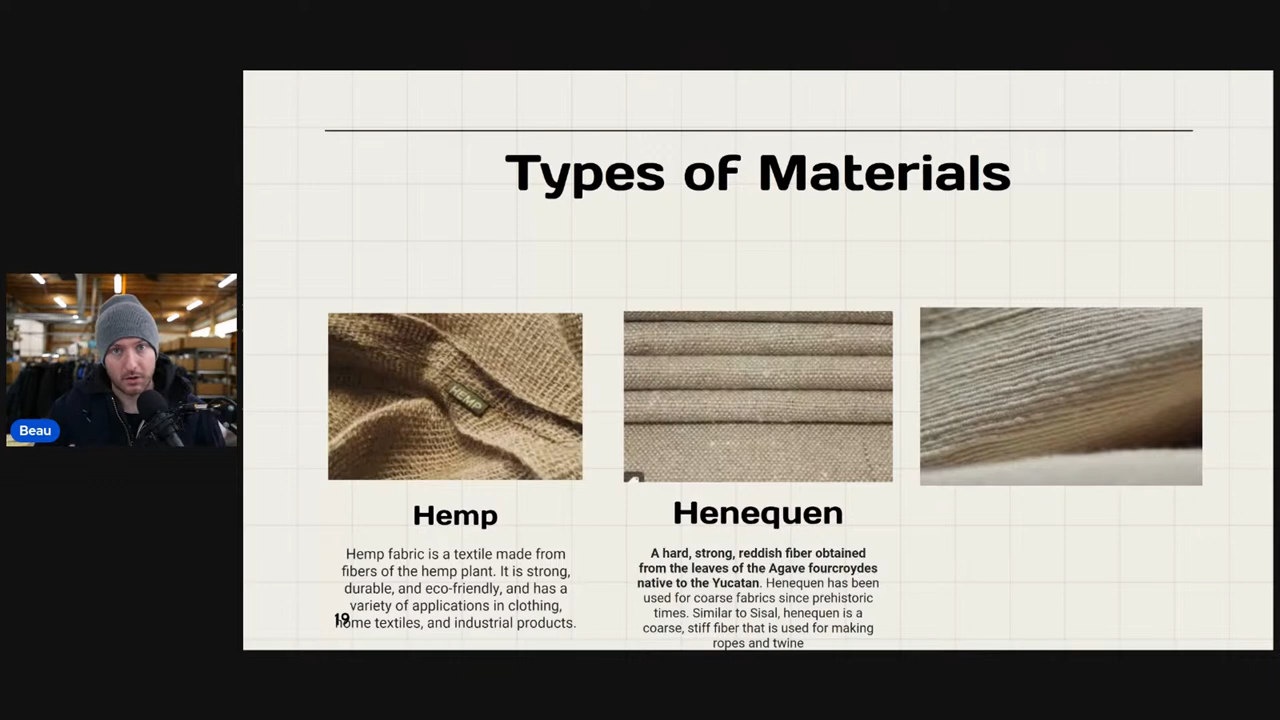 Types of Materials
HEMP
Beau
Hemp
Hemp fabric is a textile made from
fibers of the hemp plant. It is strong,
durable, and eco-friendly, and has a
variety of applications in clothing,
home textiles, and industrial products.
19
Henequen
A hard, strong, reddish fiber obtained
from the leaves of the Agave fourcroydes
native to the Yucatan. Henequen has been
used for coarse fabrics since prehistoric
times. Similar to Sisal, henequen is a
coarse, stiff fiber that is used for making
ropes and twine